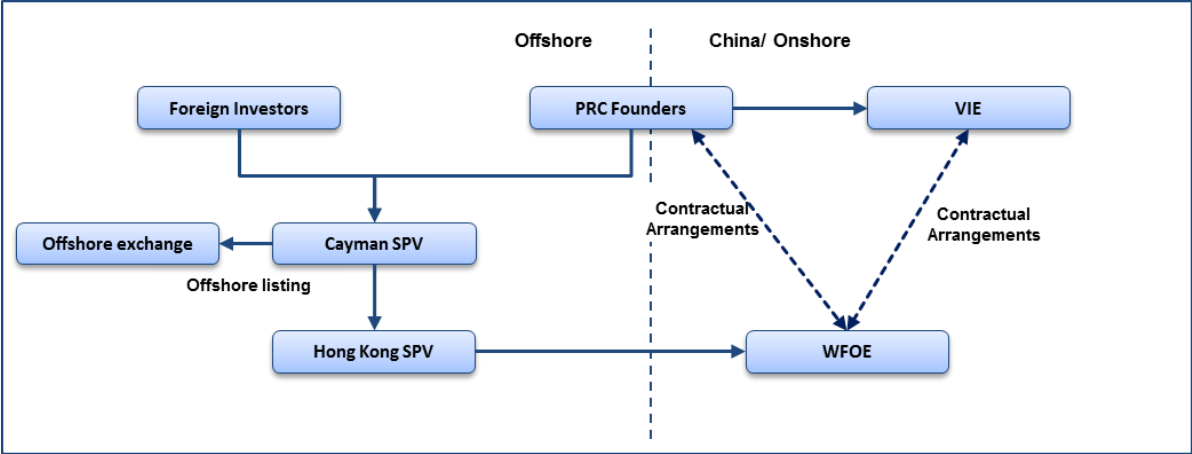 Offshore
China/ Onshore
Foreign Investors
PRC Founders
VIE
Contractual
Arrangements
Contractual
Arrangements
Offshore exchange
Cayman SPV
Offshore listing
Hong Kong SPV
WFOE